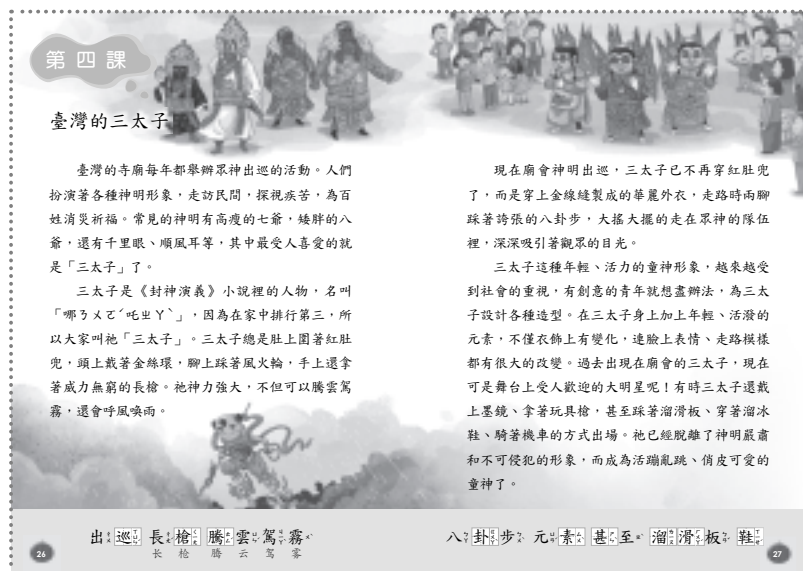 第四課
臺灣的三太子
臺灣的寺廟每年都舉辦眾神出巡的活動。人們
扮演著各種神明形象,走訪民間,探視疾苦,為百
姓消災祈福。常見的神明有高瘦的七爺,矮胖的八
爺,還有千里眼、順風耳等,其中最受人喜愛的就
是「三太子」了。
三太子是《封神演義》小說裡的人物,名叫
「哪ㄋㄨㄛˊ吒ㄓㄚˋ」,因為在家中排行第三,所
以大家叫祂「三太子」。三太子總是肚上圍著紅肚
兜,頭上戴著金絲環,腳上踩著風火輪,手上還拿
著威力無窮的長槍。祂神力強大,不但可以騰雲駕
霧,還會呼風喚雨。
出巡 長槍 騰雲駕霧
长 枪 腾 云 驾 雾
26
現在廟會神明出巡,三太子已不再穿紅肚兜
了,而是穿上金線縫製成的華麗外衣,走路時兩腳
踩著誇張的八卦步,大搖大擺的走在眾神的隊伍
裡,深深吸引著觀眾的目光。
三太子這種年輕、活力的童神形象,越來越受
到社會的重視,有創意的青年就想盡辦法,為三太
子設計各種造型。在三太子身上加上年輕、活潑的
元素,不僅衣飾上有變化,連臉上表情、走路模樣
都有很大的改變。過去出現在廟會的三太子,現在
可是舞台上受人歡迎的大明星呢!有時三太子還戴
上墨鏡、拿著玩具槍,甚至踩著溜滑板、穿著溜冰
鞋、騎著機車的方式出場。祂已經脫離了神明嚴肅
和不可侵犯的形象,而成為活蹦亂跳、俏皮可愛的
童神了。
八卦步 元素 甚至 溜滑板 鞋
27